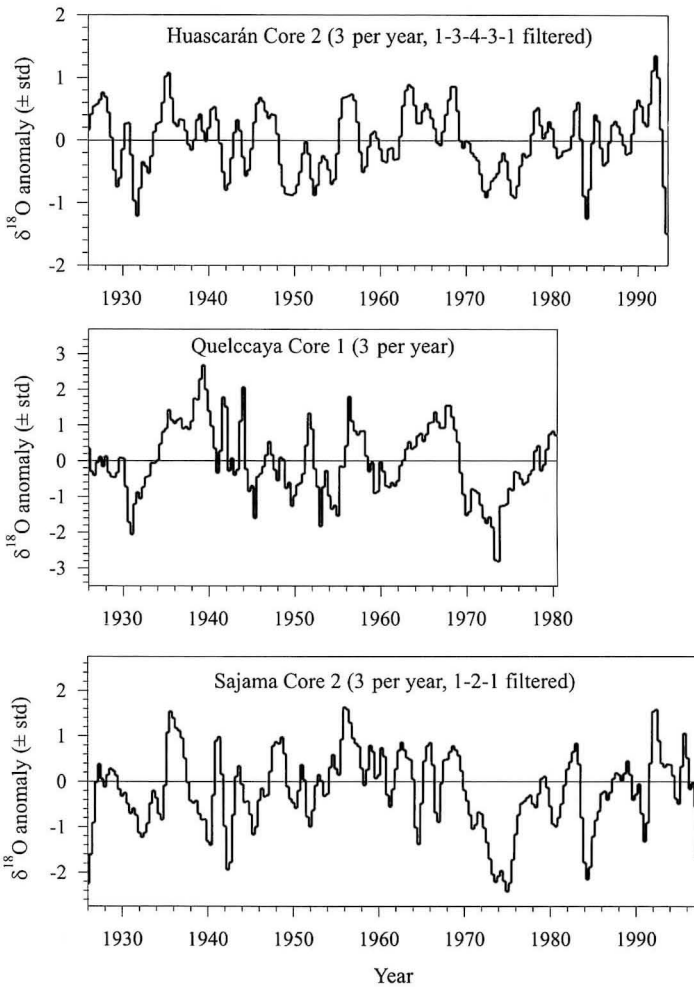 Huascarán Core 2 (3 per year, 1-3-4-3-1 filtered)
δ¹⁸O anomaly (± std)
2
1
0
-1
-2
1930 1940 1950 1960 1970 1980 1990
Quelccaya Core 1 (3 per year)
δ¹⁸O anomaly (± std)
3
2
1
0
-1
-2
-3
1930 1940 1950 1960 1970 1980
Sajama Core 2 (3 per year, 1-2-1 filtered)
δ¹⁸O anomaly (± std)
2
1
0
-1
-2
1930 1940 1950 1960 1970 1980 1990
Year